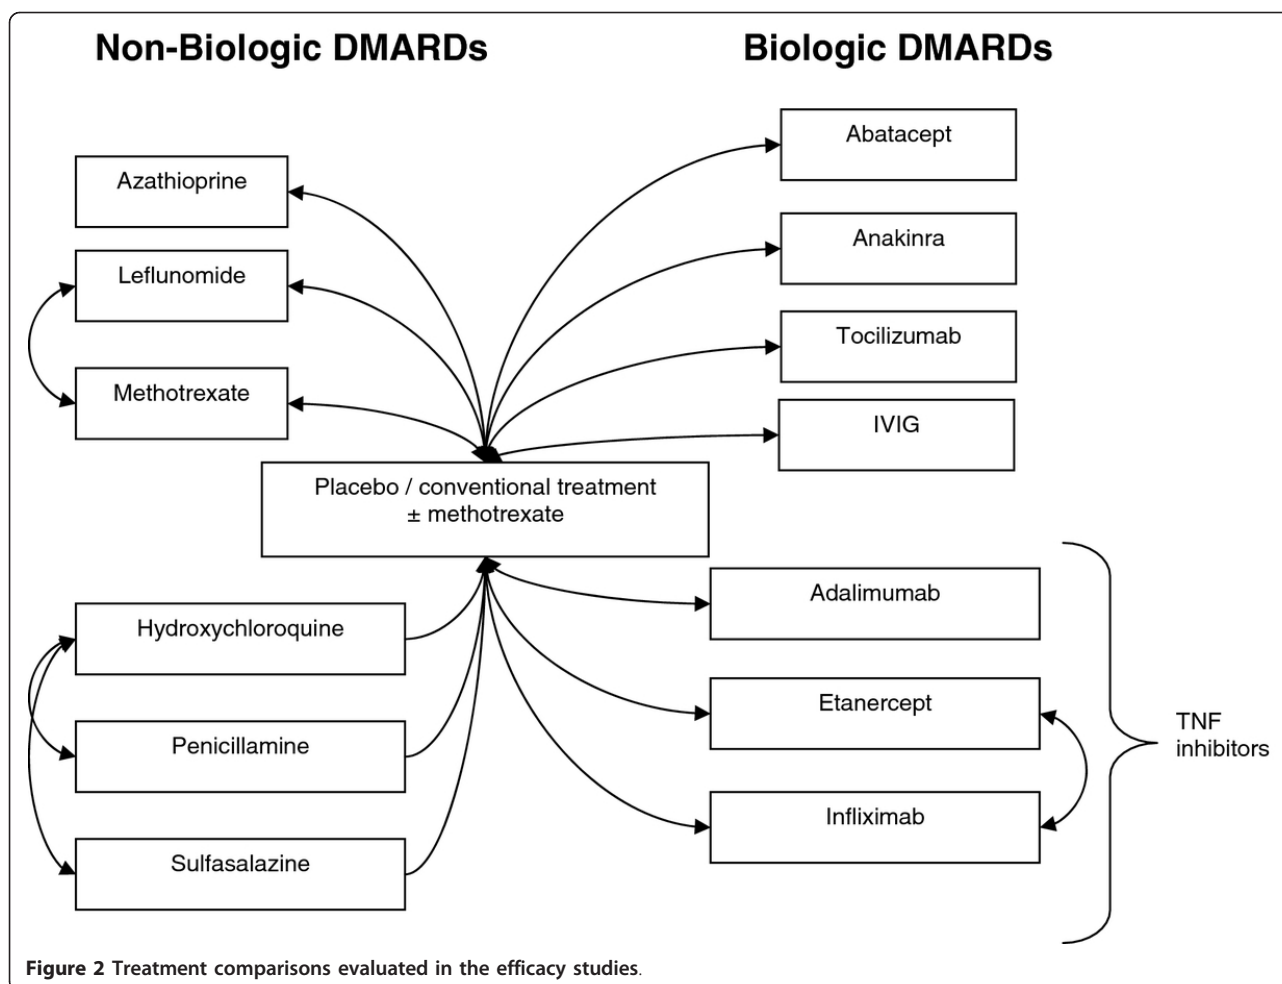 Non-Biologic DMARDs
Biologic DMARDs
Azathioprine
Leflunomide
Methotrexate
Abatacept
Anakinra
Tocilizumab
IVIG
Placebo / conventional treatment
± methotrexate
Hydroxychloroquine
Penicillamine
Sulfasalazine
Adalimumab
Etanercept
Infliximab
TNF
inhibitors
Figure 2 Treatment comparisons evaluated in the efficacy studies.